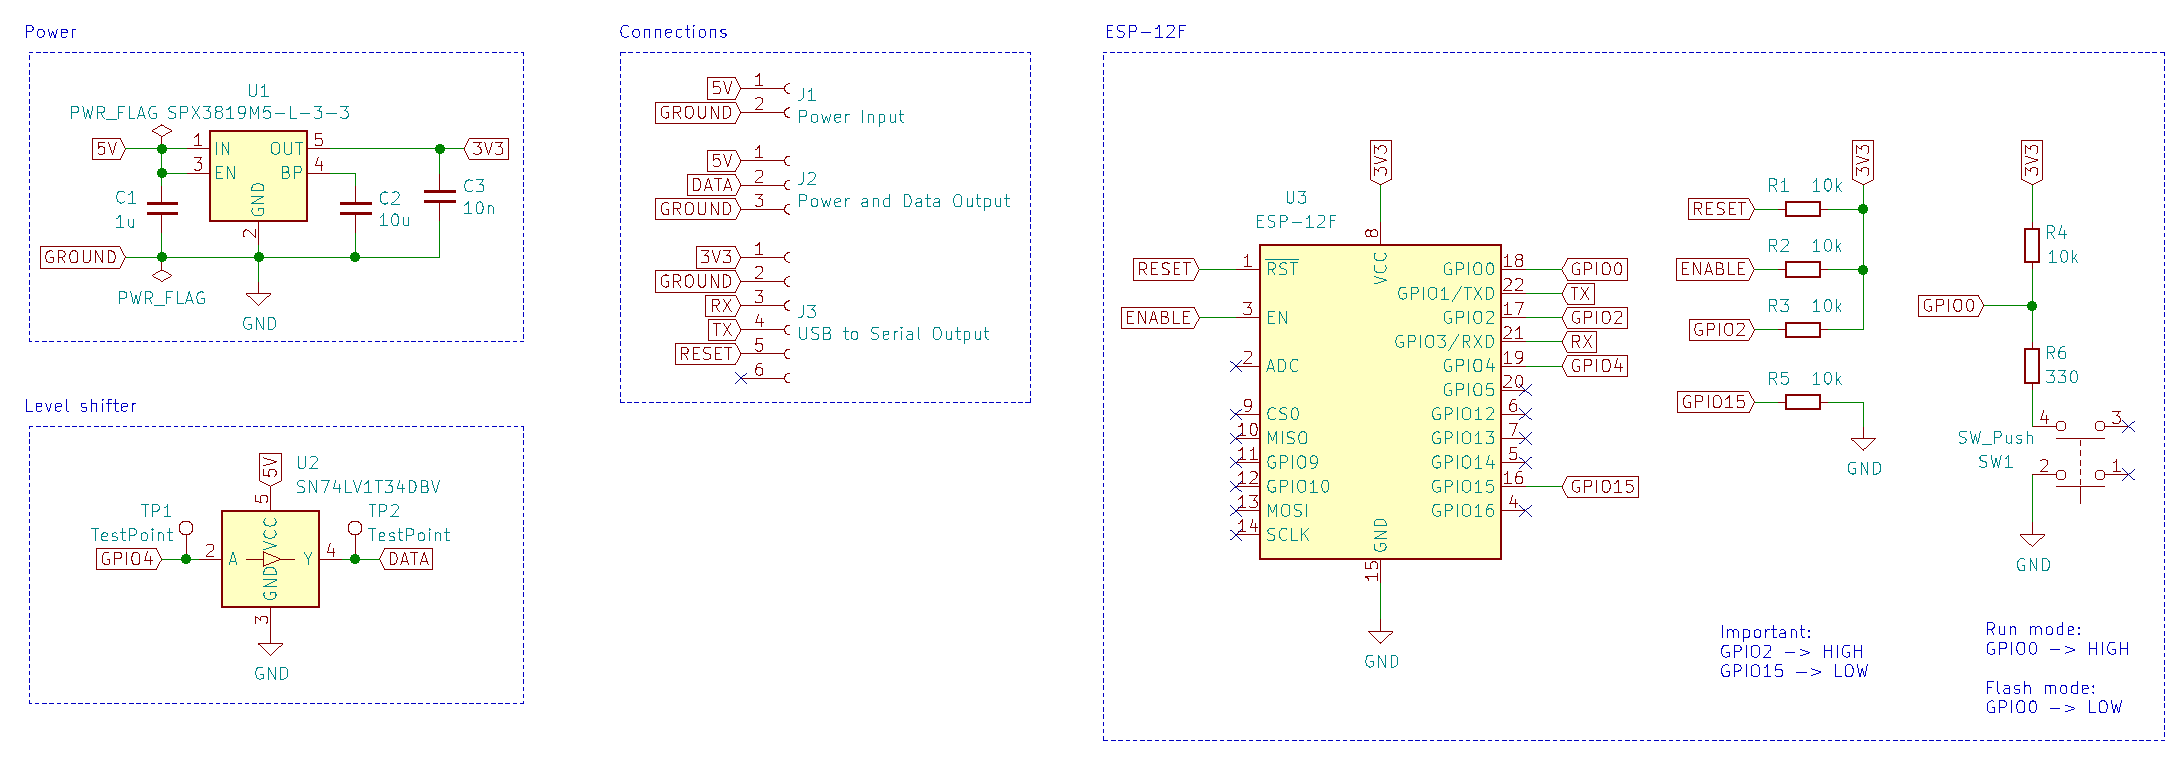 Power
U1
PWR_FLAG SPX3819M5-L-3-3
5V
1
IN
OUT
5
3V3
3
EN
BP
4
GND
C1
1u
C2
10u
C3
10n
2
GROUND
PWR_FLAG
GND
Level shifter
5V
U2
SN74LV1T34DBV
5
TP1
TestPoint
TP2
TestPoint
VCC
GPIO4
2
A
Y
4
DATA
GND
3
GND
Connections
5V
1
GROUND
2
J1
Power Input
5V
1
DATA
2
GROUND
3
J2
Power and Data Output
3V3
1
GROUND
2
RX
3
TX
4
RESET
5
6
J3
USB to Serial Output
ESP-12F
3V3
U3
ESP-12F
8
VCC
RESET
1
RST
ENABLE
3
EN
2
ADC
9
CS0
10
MISO
11
GPIO9
12
GPIO10
13
MOSI
14
SCLK
GPIO0
18
GPIO0
GPIO1/TXD
22
TX
GPIO2
17
GPIO2
GPIO3/RXD
21
RX
GPIO4
19
GPIO4
GPIO5
20
GPIO12
6
GPIO13
7
GPIO14
5
GPIO15
16
GPIO15
GPIO16
4
GND
15
GND
3V3
R1 10k
RESET
R2 10k
ENABLE
R3 10k
GPIO2
R5 10k
GPIO15
GND
3V3
R4
10k
GPIO0
R6
330
4
3
SW_Push
SW1
2
1
GND
Important:
GPIO2 -> HIGH
GPIO15 -> LOW
Run mode:
GPIO0 -> HIGH
Flash mode:
GPIO0 -> LOW